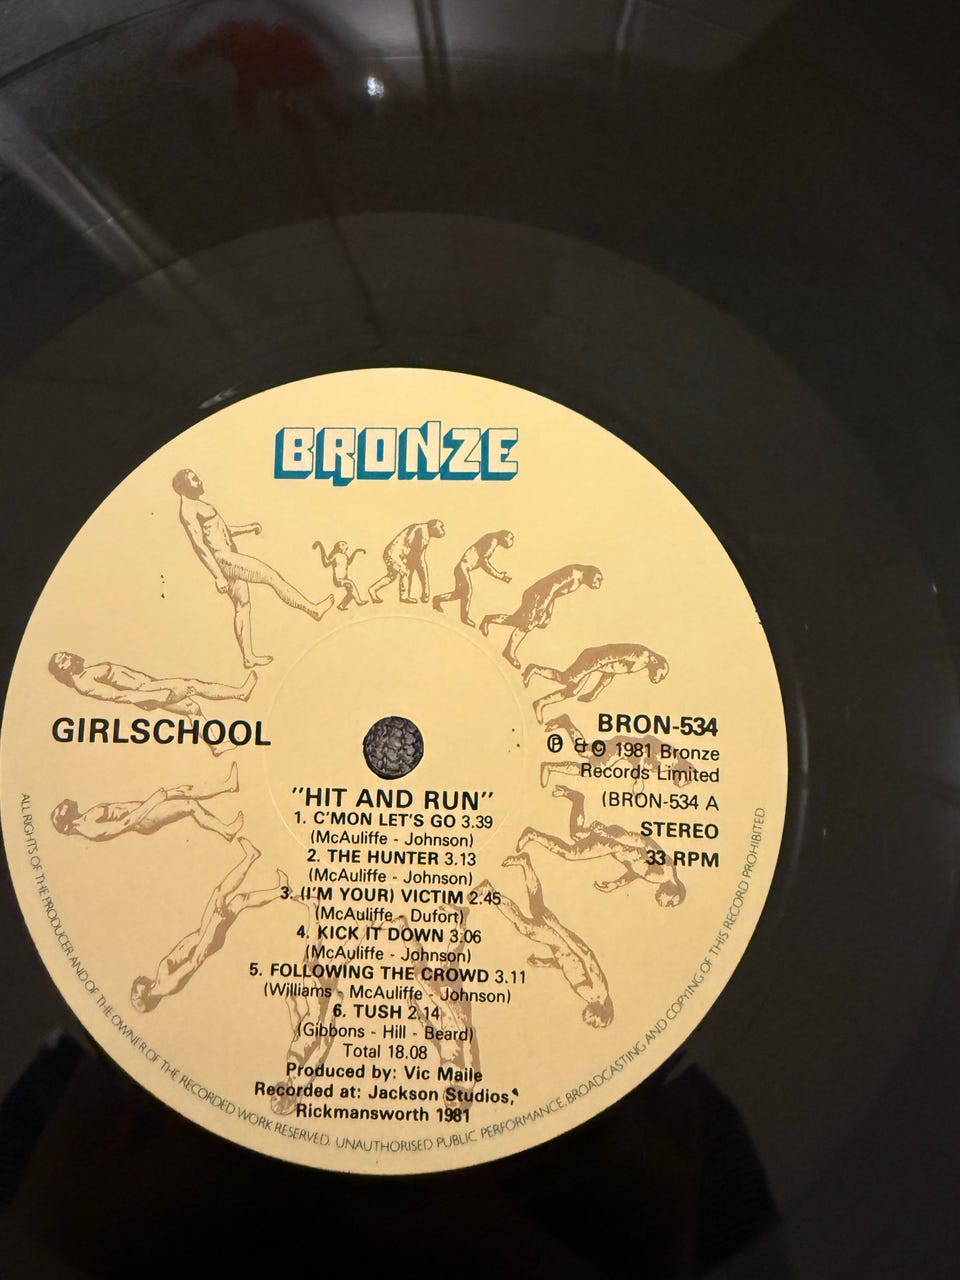 BRONZE
GIRLSCHOOL
BRON-534
Ⓟ & © 1981 Bronze
Records Limited
(BRON-534 A
STEREO
33 RPM
"HIT AND RUN"
1. C'MON LET'S GO 3.39
(McAuliffe - Johnson)
2. THE HUNTER 3.13
(McAuliffe - Johnson)
3. (I'M YOUR) VICTIM 2.45
(McAuliffe - Dufort)
4. KICK IT DOWN 3.06
(McAuliffe - Johnson)
5. FOLLOWING THE CROWD 3.11
(Williams - McAuliffe - Johnson)
6. TUSH 2.14
(Gibbons - Hill - Beard)
Total 18.08
Produced by: Vic Maile
Recorded at: Jackson Studios,
Rickmansworth 1981
ALL RIGHTS OF THE PRODUCER AND OF THE OWNER OF THE RECORDED WORK RESERVED. UNAUTHORISED PUBLIC PERFORMANCE, BROADCASTING AND COPYING OF THIS RECORD PROHIBITED